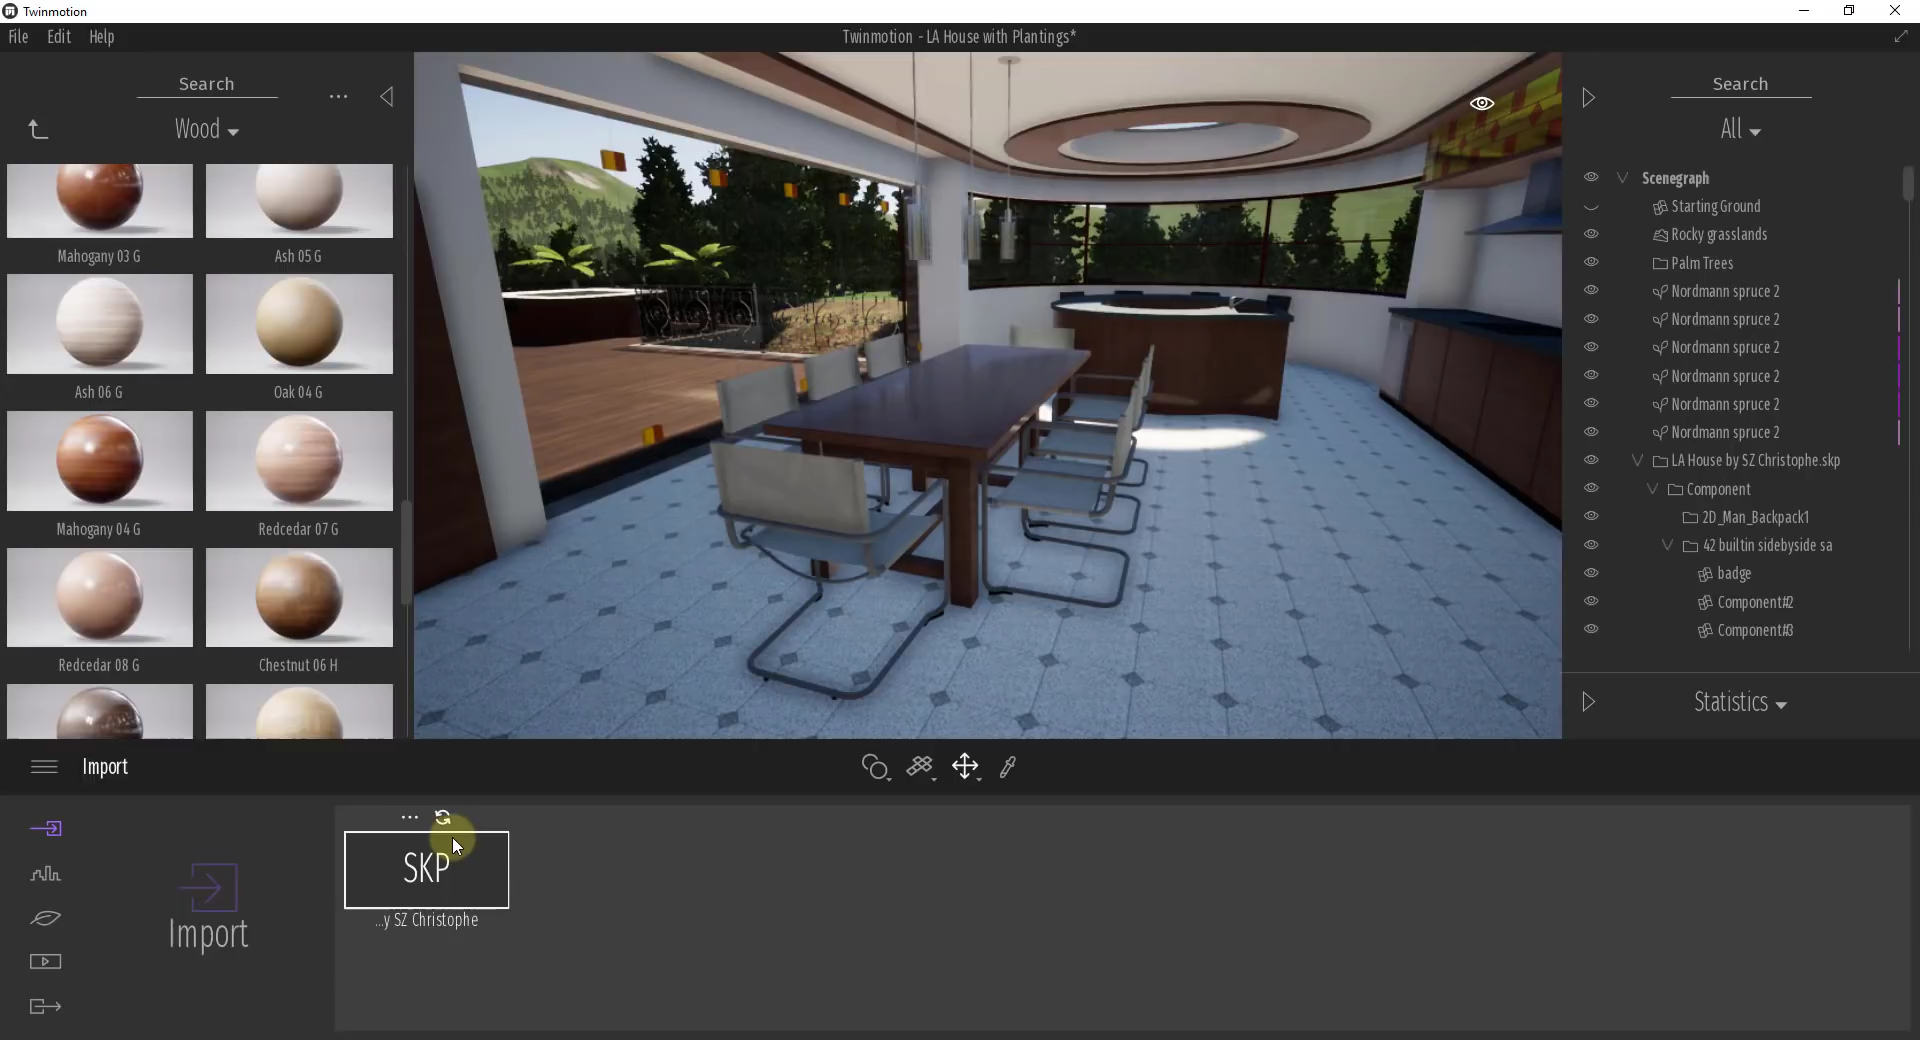 Twinmotion
File Edit Help
Twinmotion - LA House with Plantings*
Search
Wood
Mahogany 03 G
Ash 05 G
Ash 06 G
Oak 04 G
Mahogany 04 G
Redcedar 07 G
Redcedar 08 G
Chestnut 06 H
Search
All
Scenegraph
Starting Ground
Rocky grasslands
Palm Trees
Nordmann spruce 2
Nordmann spruce 2
Nordmann spruce 2
Nordmann spruce 2
Nordmann spruce 2
Nordmann spruce 2
LA House by SZ Christophe.skp
Component
2D_Man_Backpack1
42 builtin sidebyside sa
badge
Component#2
Component#3
Statistics
Import
Import
SKP
...y SZ Christophe